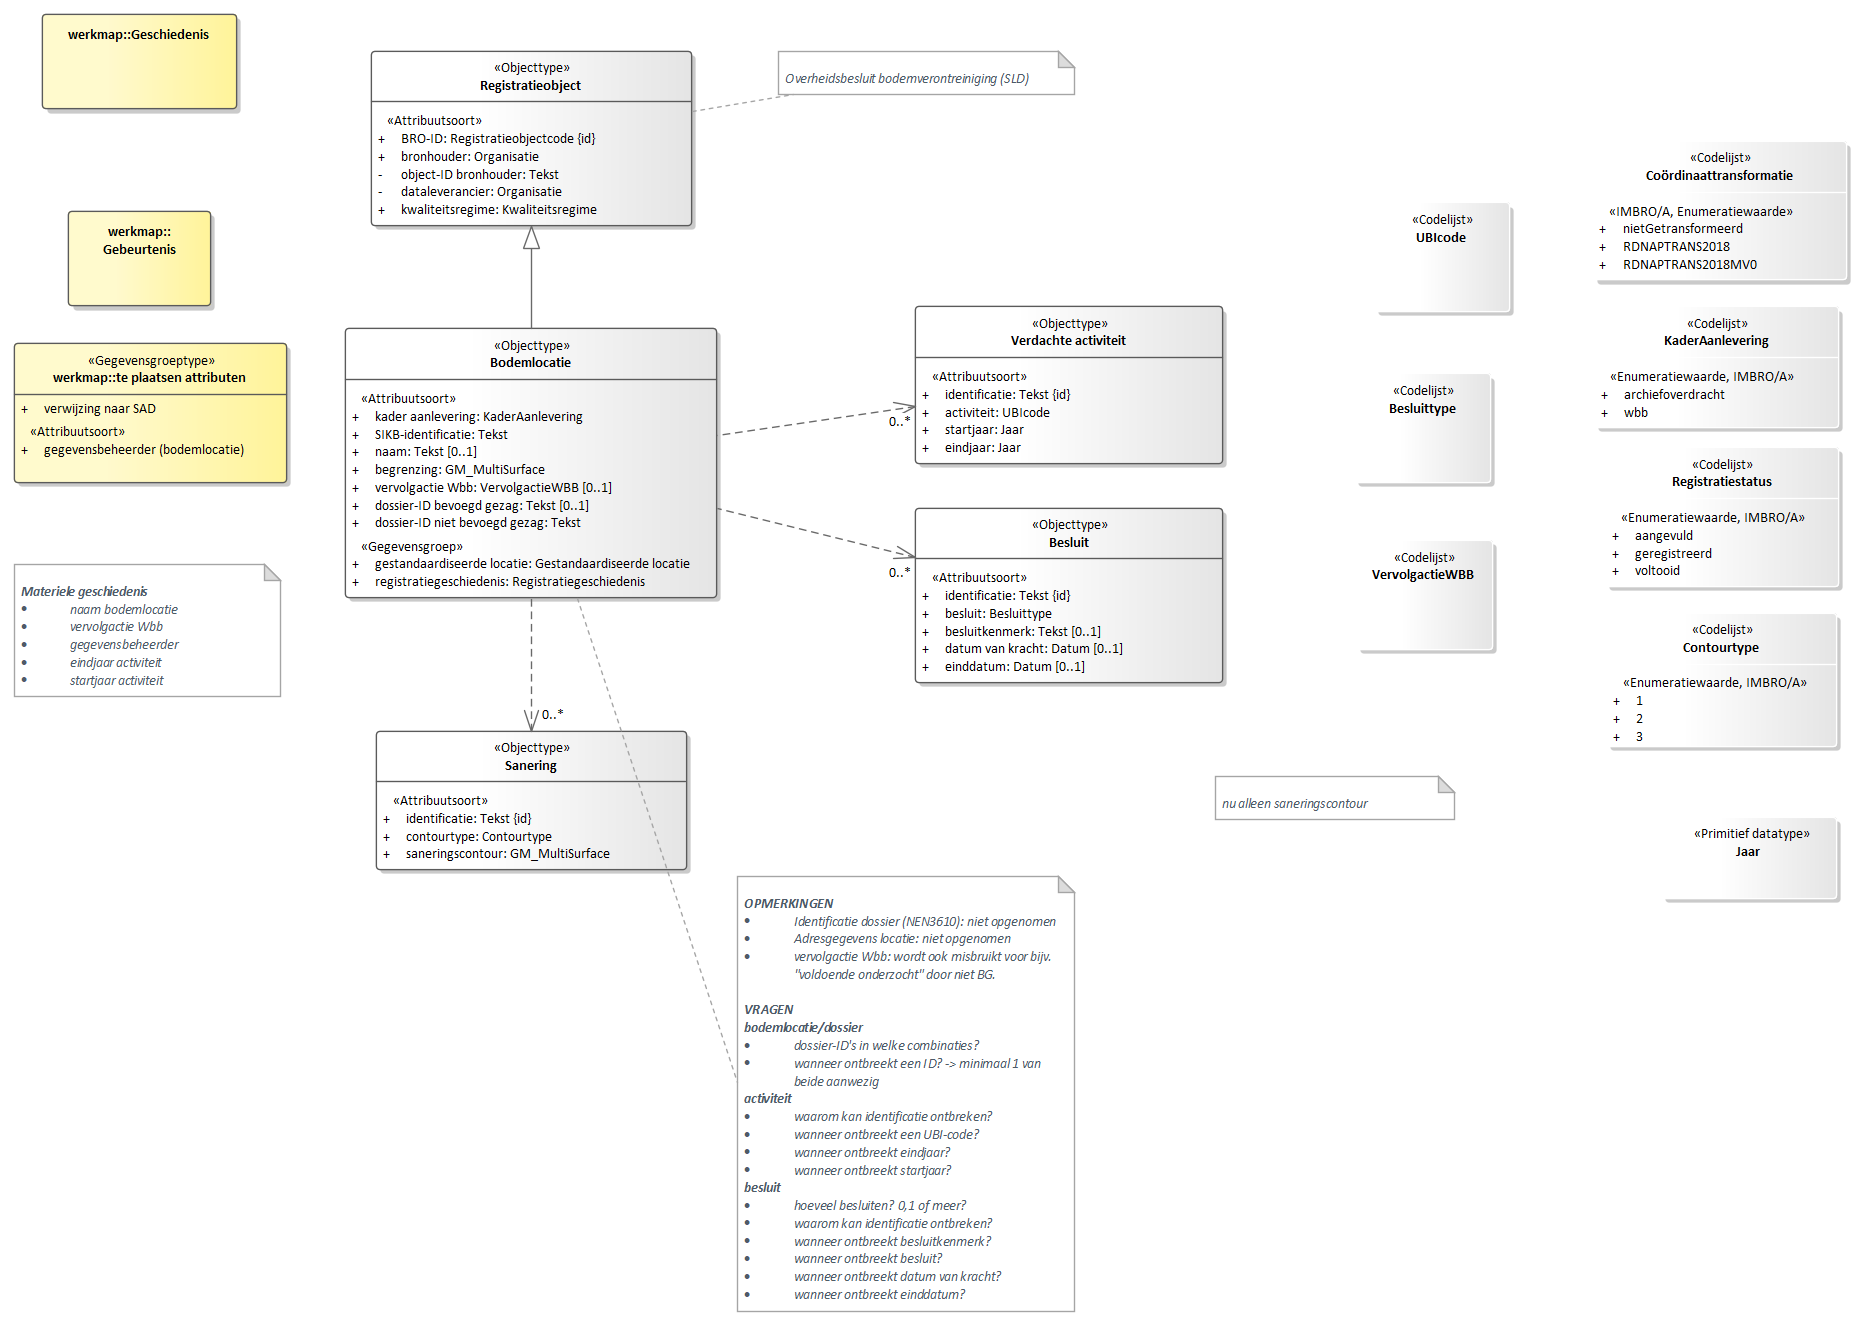 werkmap::Geschiedenis
werkmap::
Gebeurtenis
«Gegevensgroeptype»
werkmap::te plaatsen attributen
+ verwijzing naar SAD
«Attribuutsoort»
+ gegevensbeheerder (bodemlocatie)
Materiele geschiedenis
• naam bodemlocatie
• vervolgactie Wbb
• gegevensbeheerder
• eindjaar activiteit
• startjaar activiteit
«Objecttype»
Registratieobject
«Attribuutsoort»
+ BRO-ID: Registratieobjectcode {id}
+ bronhouder: Organisatie
- object-ID bronhouder: Tekst
- dataleverancier: Organisatie
+ kwaliteitsregime: Kwaliteitsregime
Overheidsbesluit bodemverontreiniging (SLD)
«Objecttype»
Bodemlocatie
«Attribuutsoort»
+ kader aanlevering: KaderAanlevering
+ SIKB-identificatie: Tekst
+ naam: Tekst [0..1]
+ begrenzing: GM_MultiSurface
+ vervolgactie Wbb: VervolgactieWBB [0..1]
+ dossier-ID bevoegd gezag: Tekst [0..1]
+ dossier-ID niet bevoegd gezag: Tekst
«Gegevensgroep»
+ gestandaardiseerde locatie: Gestandaardiseerde locatie
+ registratiegeschiedenis: Registratiegeschiedenis
0..*
«Objecttype»
Verdachte activiteit
«Attribuutsoort»
+ identificatie: Tekst {id}
+ activiteit: UBIcode
+ startjaar: Jaar
+ eindjaar: Jaar
0..*
«Objecttype»
Besluit
«Attribuutsoort»
+ identificatie: Tekst {id}
+ besluit: Besluittype
+ besluitkenmerk: Tekst [0..1]
+ datum van kracht: Datum [0..1]
+ einddatum: Datum [0..1]
0..*
«Objecttype»
Sanering
«Attribuutsoort»
+ identificatie: Tekst {id}
+ contourtype: Contourtype
+ saneringscontour: GM_MultiSurface
OPMERKINGEN
• Identificatie dossier (NEN3610): niet opgenomen
• Adresgegevens locatie: niet opgenomen
• vervolgactie Wbb: wordt ook misbruikt voor bijv.
"voldoende onderzocht" door niet BG.
VRAGEN
bodemlocatie/dossier
• dossier-ID's in welke combinaties?
• wanneer ontbreekt een ID? -> minimaal 1 van
beide aanwezig
activiteit
• waarom kan identificatie ontbreken?
• wanneer ontbreekt een UBI-code?
• wanneer ontbreekt eindjaar?
• wanneer ontbreekt startjaar?
besluit
• hoeveel besluiten? 0,1 of meer?
• waarom kan identificatie ontbreken?
• wanneer ontbreekt besluitkenmerk?
• wanneer ontbreekt besluit?
• wanneer ontbreekt datum van kracht?
• wanneer ontbreekt einddatum?
«Codelijst»
UBIcode
«Codelijst»
Besluittype
«Codelijst»
VervolgactieWBB
nu alleen saneringscontour
«Codelijst»
Coördinaattransformatie
«IMBRO/A, Enumeratiewaarde»
+ nietGetransformeerd
+ RDNAPTRANS2018
+ RDNAPTRANS2018MV0
«Codelijst»
KaderAanlevering
«Enumeratiewaarde, IMBRO/A»
+ archiefoverdracht
+ wbb
«Codelijst»
Registratiestatus
«Enumeratiewaarde, IMBRO/A»
+ aangevuld
+ geregistreerd
+ voltooid
«Codelijst»
Contourtype
«Enumeratiewaarde, IMBRO/A»
+ 1
+ 2
+ 3
«Primitief datatype»
Jaar